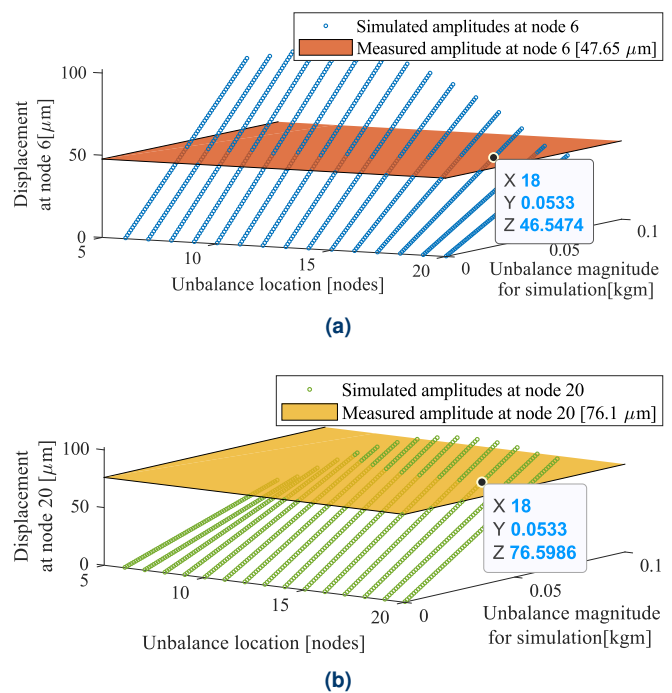 Simulated amplitudes at node 6
Measured amplitude at node 6 [47.65 μm]
Displacement
at node 6[μm]
100
50
0
5
10
15
20
0
0.05
0.1
X 18
Y 0.0533
Z 46.5474
Unbalance location [nodes]
Unbalance magnitude
for simulation[kgm]
(a)
Simulated amplitudes at node 20
Measured amplitude at node 20 [76.1 μm]
Displacement
at node 20 [μm]
100
50
0
5
10
15
20
0
0.05
0.1
X 18
Y 0.0533
Z 76.5986
Unbalance location [nodes]
Unbalance magnitude
for simulation[kgm]
(b)